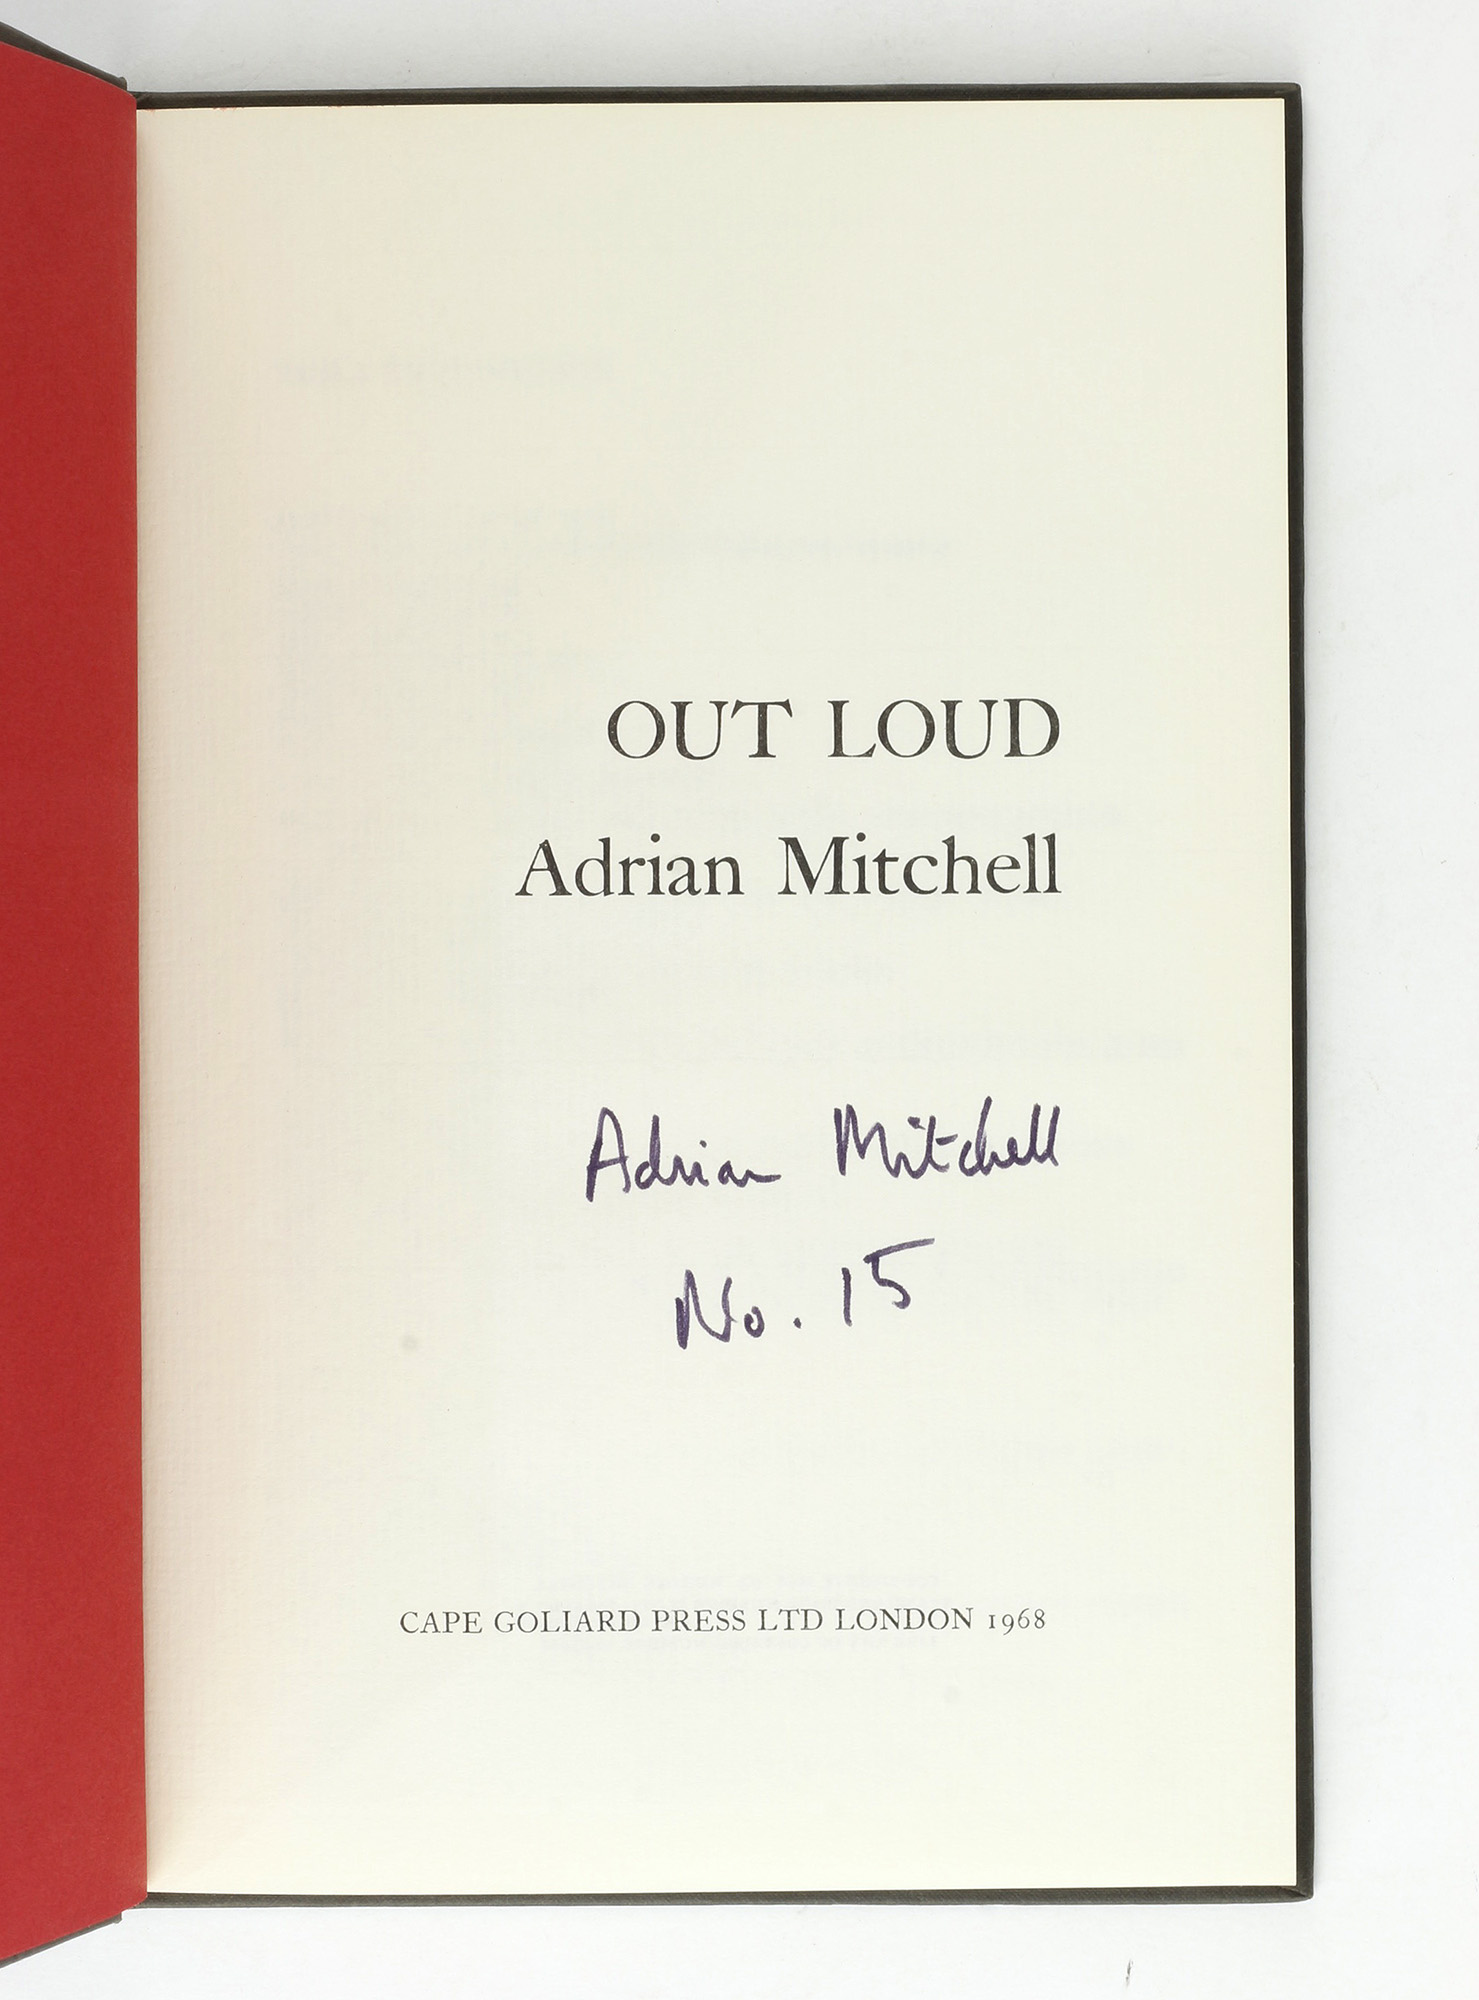 OUT LOUD
Adrian Mitchell
Adrian Mitchell
No. 15
CAPE GOLIARD PRESS LTD LONDON 1968